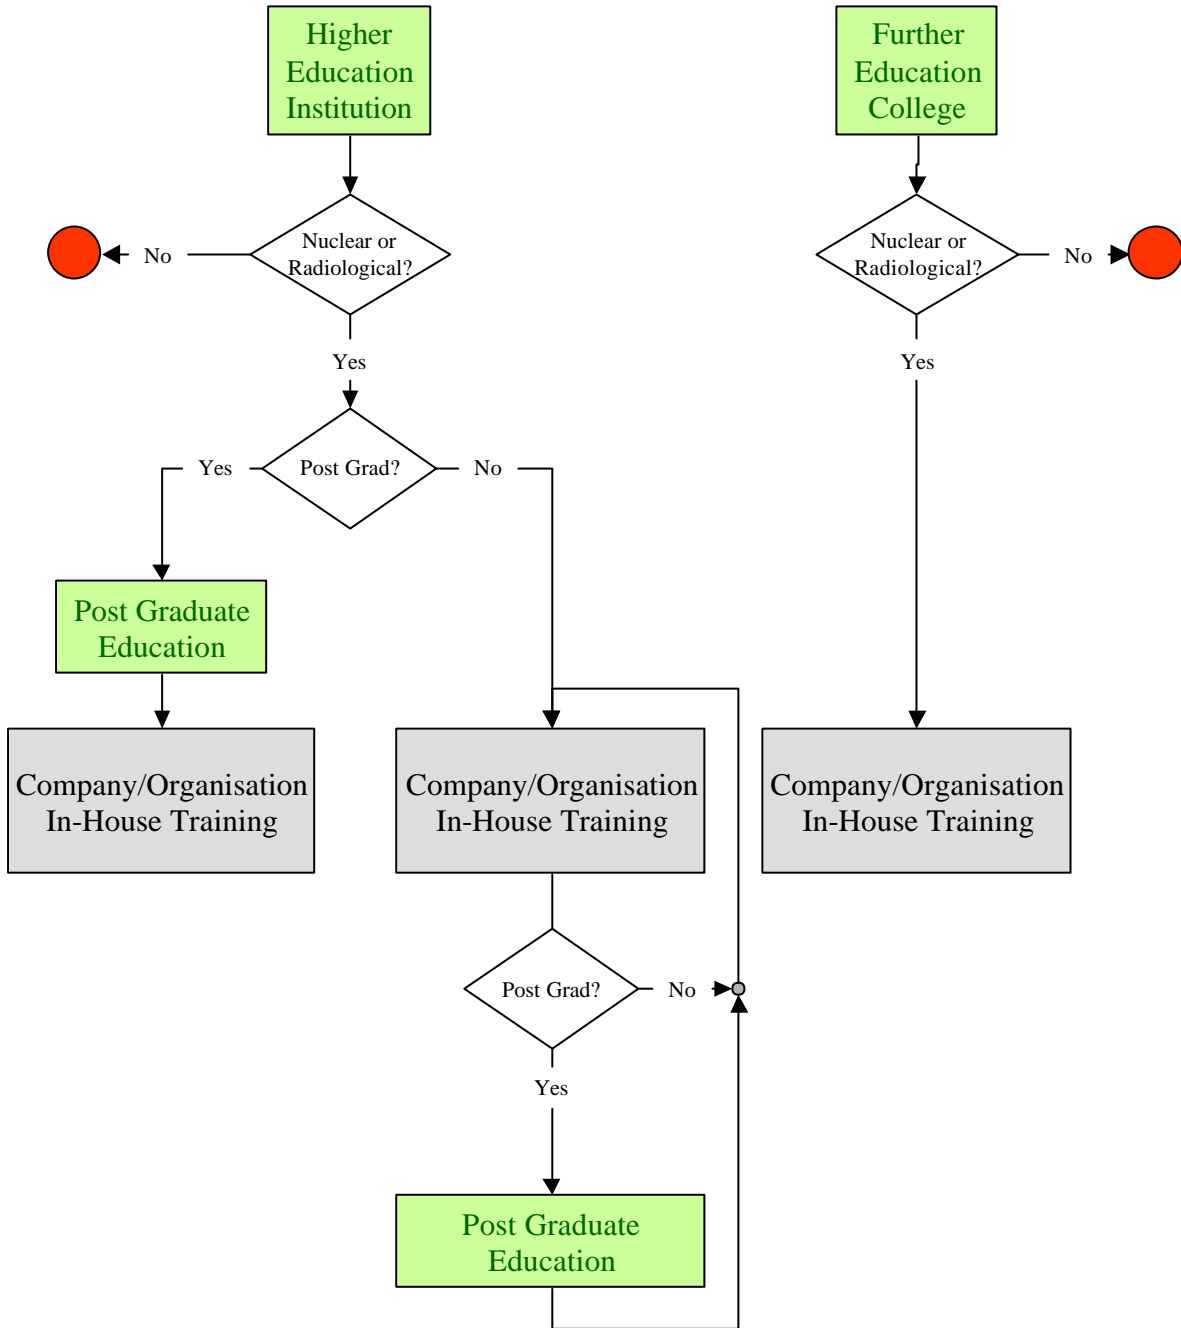 Higher
Education
Institution
Further
Education
College
Nuclear or
Radiological?
No
Nuclear or
Radiological?
No
Yes
Yes
Post Grad?
Yes
No
Post Graduate
Education
Company/Organisation
In-House Training
Company/Organisation
In-House Training
Company/Organisation
In-House Training
Post Grad?
No
Yes
Post Graduate
Education